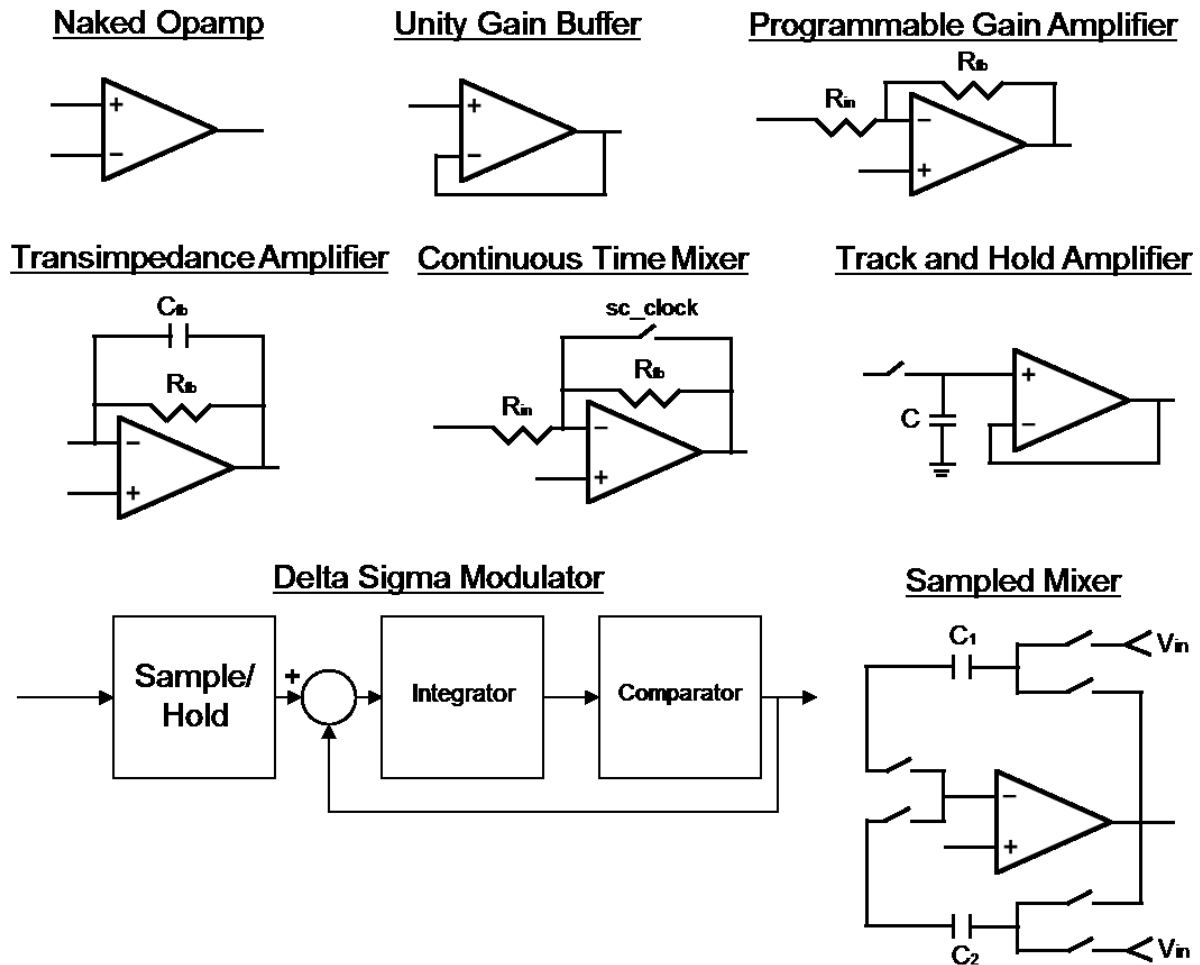 Naked Opamp
Unity Gain Buffer
Programmable Gain Amplifier
+
−
+
−
Rin
Rfb
−
+
Transimpedance Amplifier
Continuous Time Mixer
Track and Hold Amplifier
Cfb
Rfb
−
+
sc_clock
Rfb
Rin
−
+
C
+
−
Delta Sigma Modulator
Sample/
Hold
+
Integrator
Comparator
Sampled Mixer
C1
Vin
−
+
C2
Vin